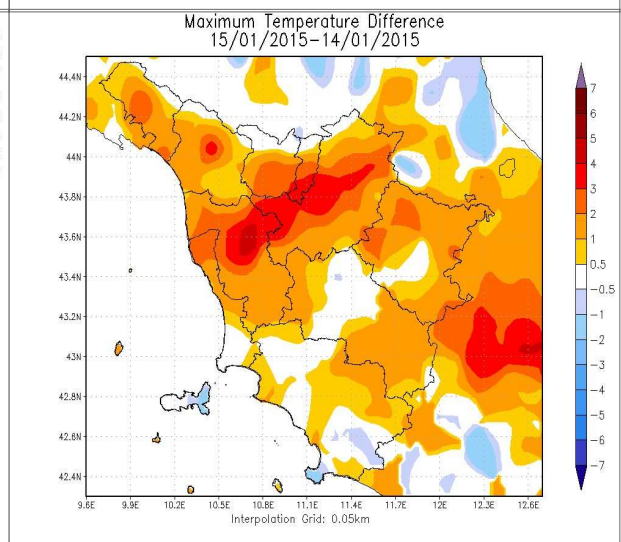 Maximum Temperature Difference
15/01/2015-14/01/2015
44.4N
44.2N
44N
43.8N
43.6N
43.4N
43.2N
43N
42.8N
42.6N
42.4N
9.6E 9.9E 10.2E 10.5E 10.8E 11.1E 11.4E 11.7E 12E 12.3E 12.6E
Interpolation Grid: 0.05km
7
6
5
4
3
2
1
0.5
-0.5
-1
-2
-3
-4
-5
-6
-7